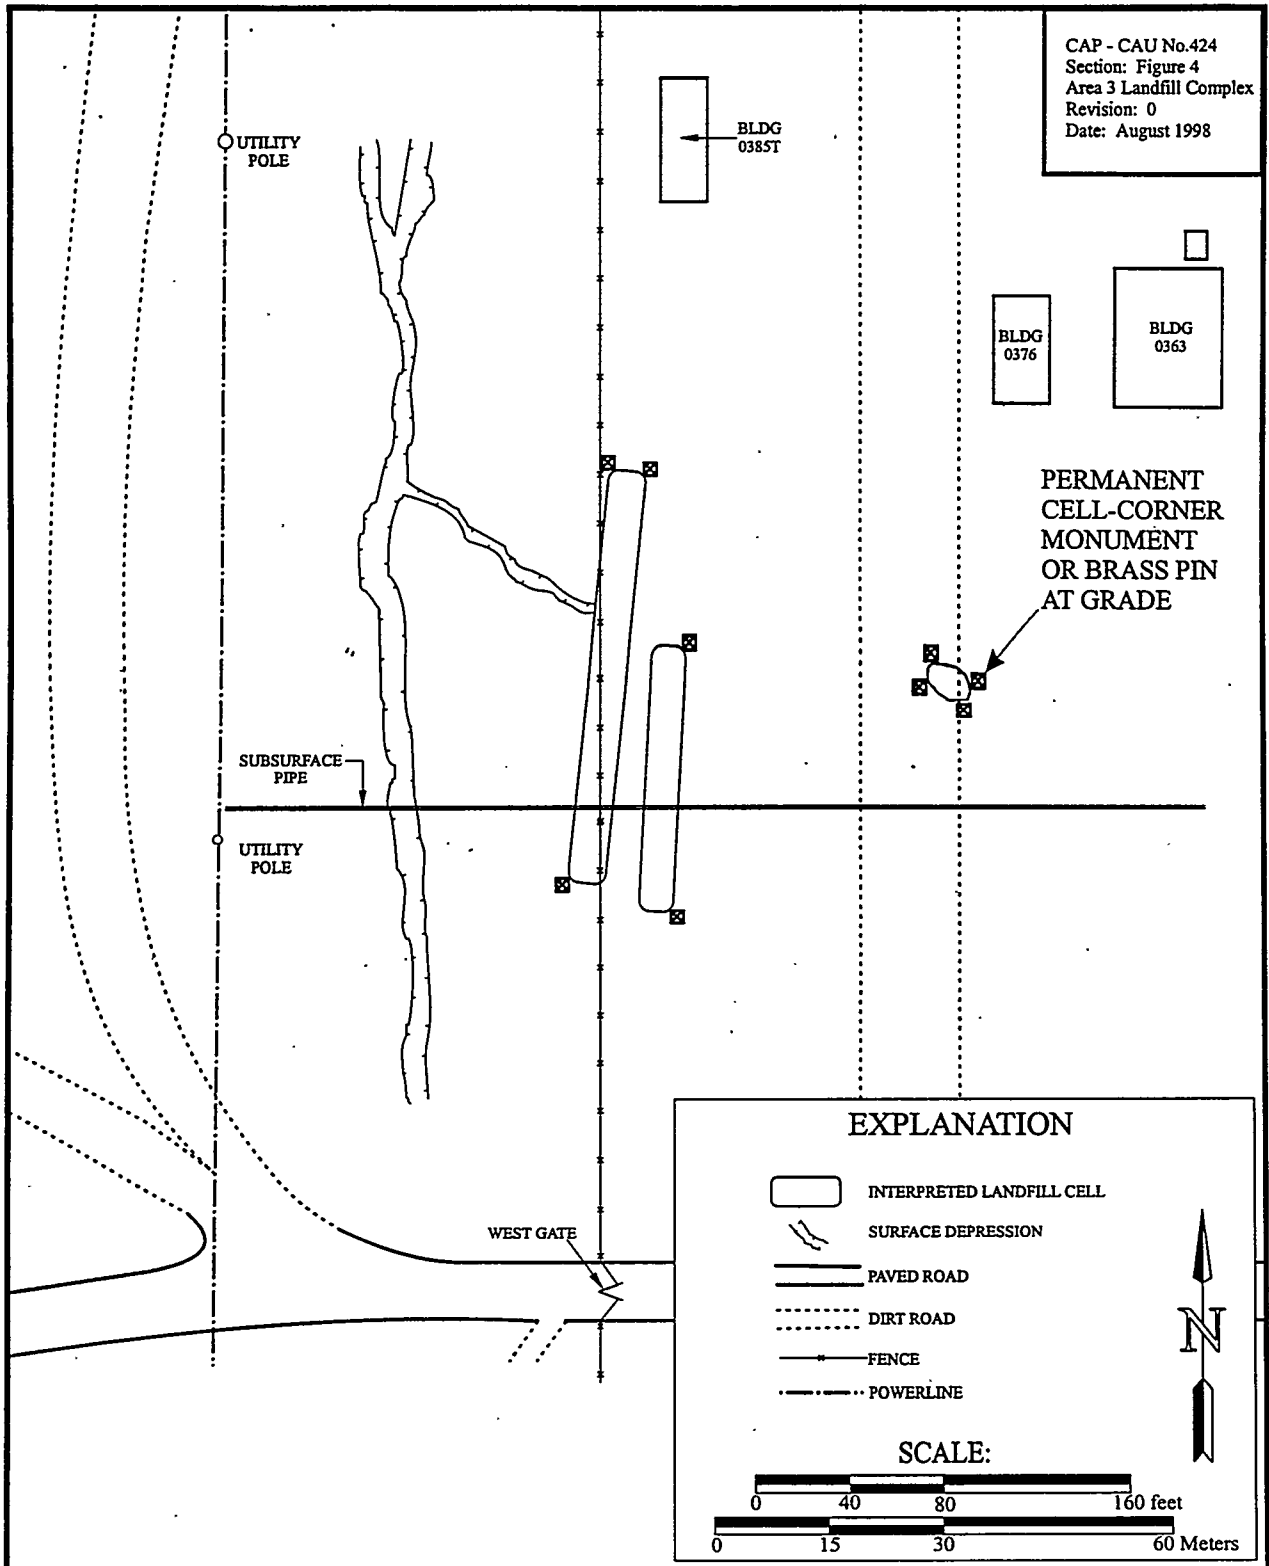 CAP - CAU No.424
Section: Figure 4
Area 3 Landfill Complex
Revision: 0
Date: August 1998
UTILITY
POLE
BLDG
0385T
BLDG
0376
BLDG
0363
PERMANENT
CELL-CORNER
MONUMENT
OR BRASS PIN
AT GRADE
SUBSURFACE
PIPE
UTILITY
POLE
WEST GATE
EXPLANATION
INTERPRETED LANDFILL CELL
SURFACE DEPRESSION
PAVED ROAD
DIRT ROAD
FENCE
POWERLINE
N
SCALE:
0 40 80 160 feet
0 15 30 60 Meters